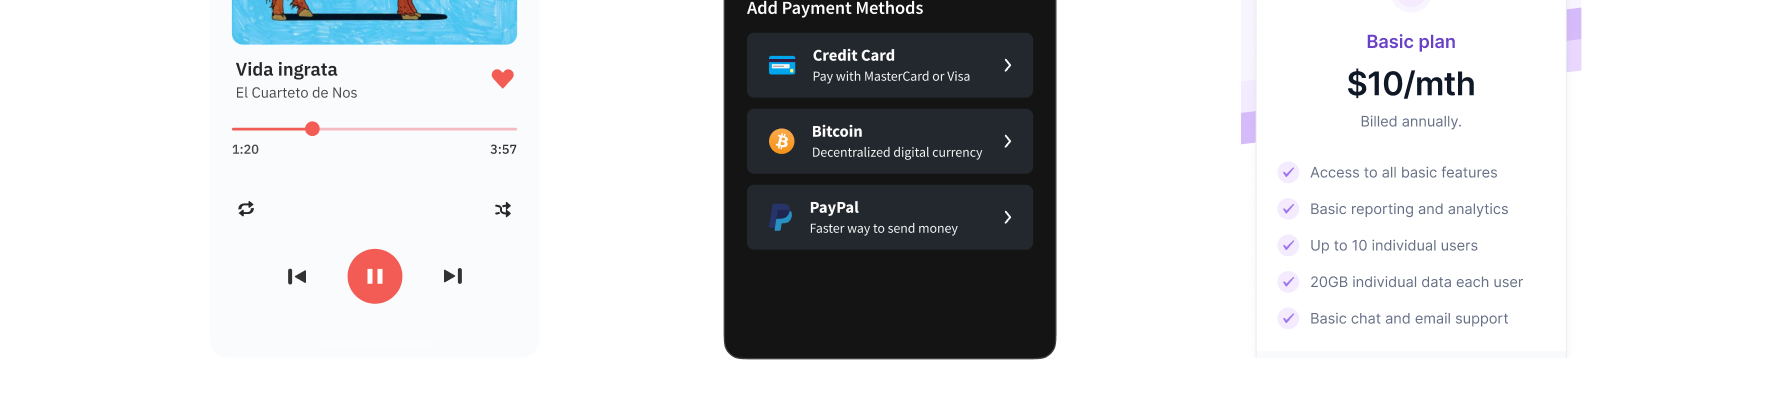 Vida ingrata
El Cuarteto de Nos
1:20
3:57
Add Payment Methods
Credit Card
Pay with MasterCard or Visa
Bitcoin
Decentralized digital currency
PayPal
Faster way to send money
Basic plan
$10/mth
Billed annually.
Access to all basic features
Basic reporting and analytics
Up to 10 individual users
20GB individual data each user
Basic chat and email support